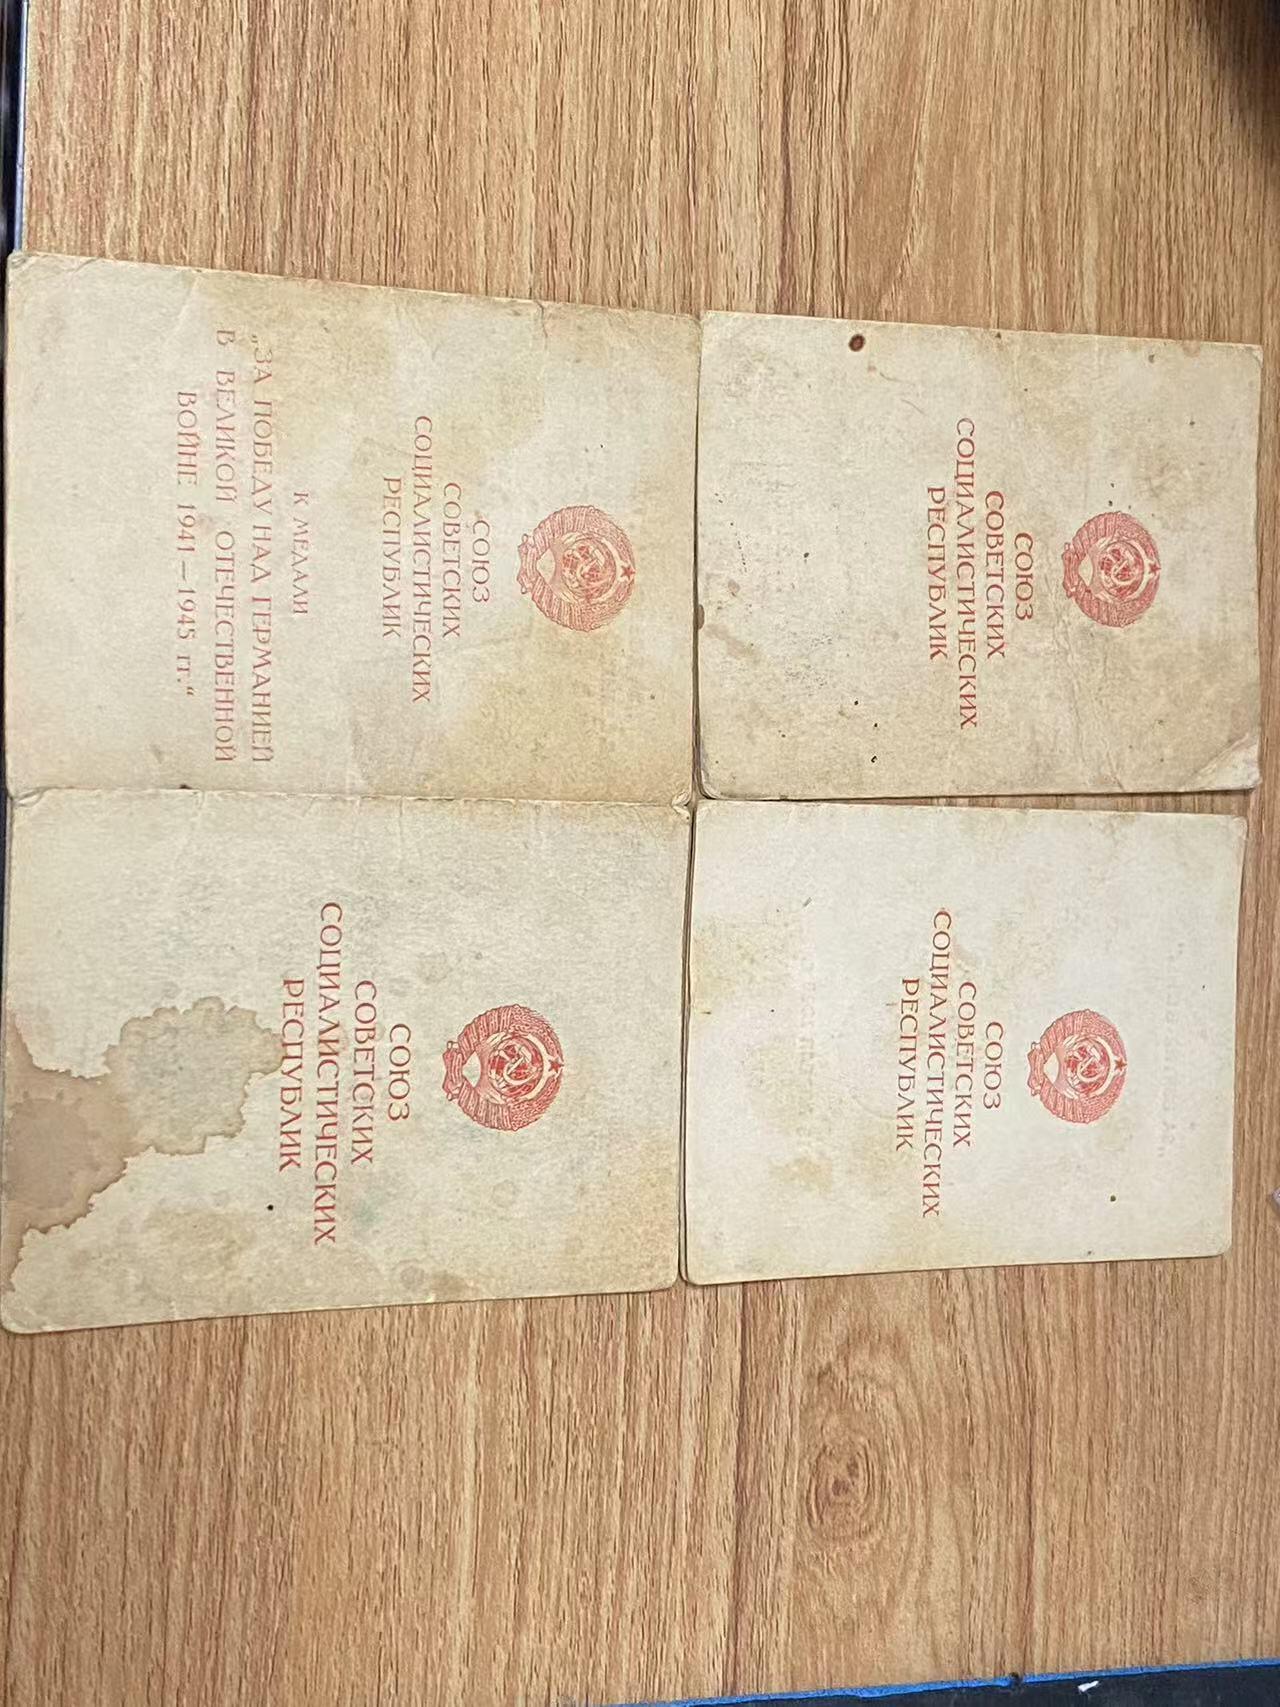 СОЮЗ
СОВЕТСКИХ
СОЦИАЛИСТИЧЕСКИХ
РЕСПУБЛИК
К МЕДАЛИ
„ЗА ПОБЕДУ НАД ГЕРМАНИЕЙ
В ВЕЛИКОЙ ОТЕЧЕСТВЕННОЙ
ВОЙНЕ 1941—1945 гг.“
СОЮЗ
СОВЕТСКИХ
СОЦИАЛИСТИЧЕСКИХ
РЕСПУБЛИК
СОЮЗ
СОВЕТСКИХ
СОЦИАЛИСТИЧЕСКИХ
РЕСПУБЛИК
СОЮЗ
СОВЕТСКИХ
СОЦИАЛИСТИЧЕСКИХ
РЕСПУБЛИК